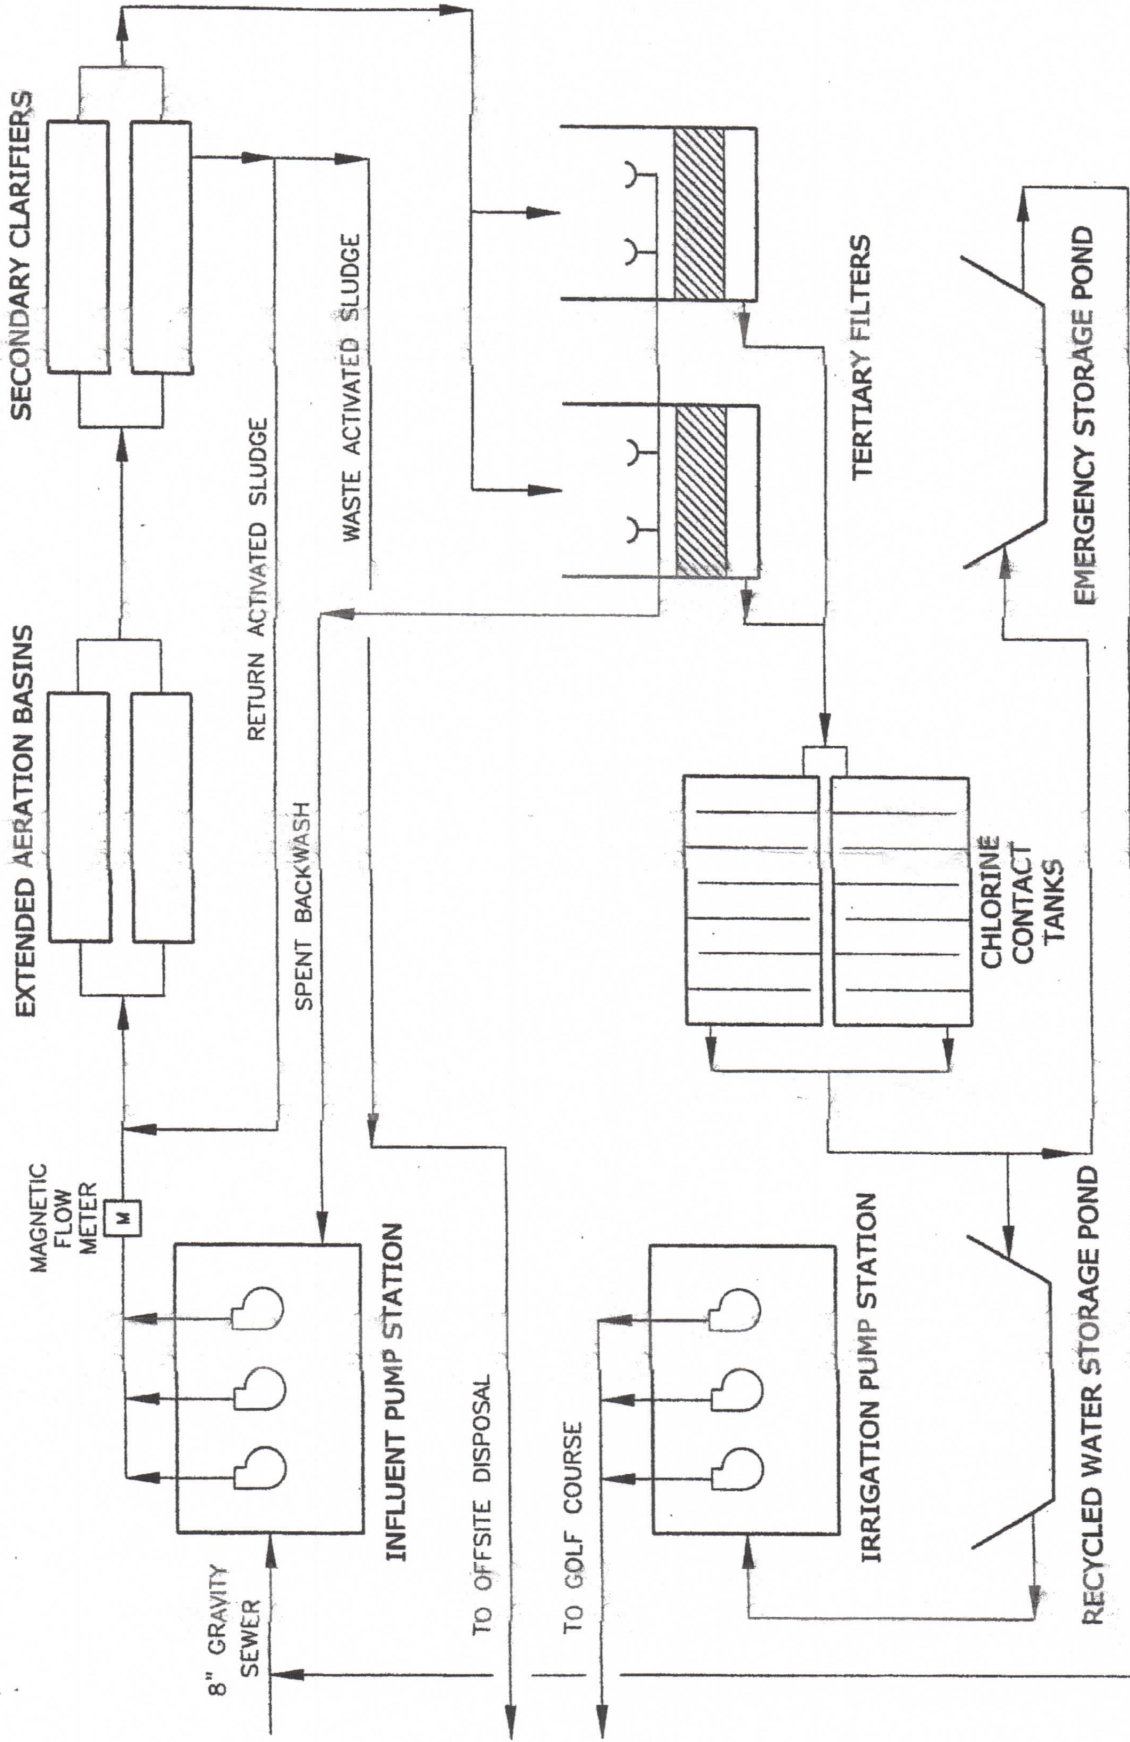 EXTENDED AERATION BASINS
SECONDARY CLARIFIERS
MAGNETIC
FLOW
METER
M
8" GRAVITY
SEWER
RETURN ACTIVATED SLUDGE
SPENT BACKWASH
WASTE ACTIVATED SLUDGE
INFLUENT PUMP STATION
TO OFFSITE DISPOSAL
TO GOLF COURSE
TERTIARY FILTERS
IRRIGATION PUMP STATION
CHLORINE
CONTACT
TANKS
RECYCLED WATER STORAGE POND
EMERGENCY STORAGE POND